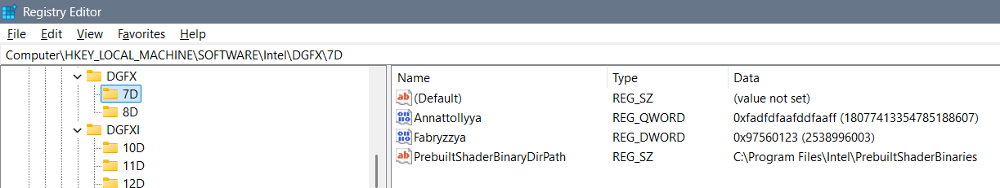 Registry Editor
File Edit View Favorites Help
Computer\HKEY_LOCAL_MACHINE\SOFTWARE\Intel\DGFX\7D
DGFX
7D
8D
DGFXI
10D
11D
12D
Name Type Data
(Default) REG_SZ (value not set)
Annattollyya REG_QWORD 0xfadfdfaafddfaaff (18077413354785188607)
Fabryzzya REG_DWORD 0x97560123 (2538996003)
PrebuiltShaderBinaryDirPath REG_SZ C:\Program Files\Intel\PrebuiltShaderBinaries